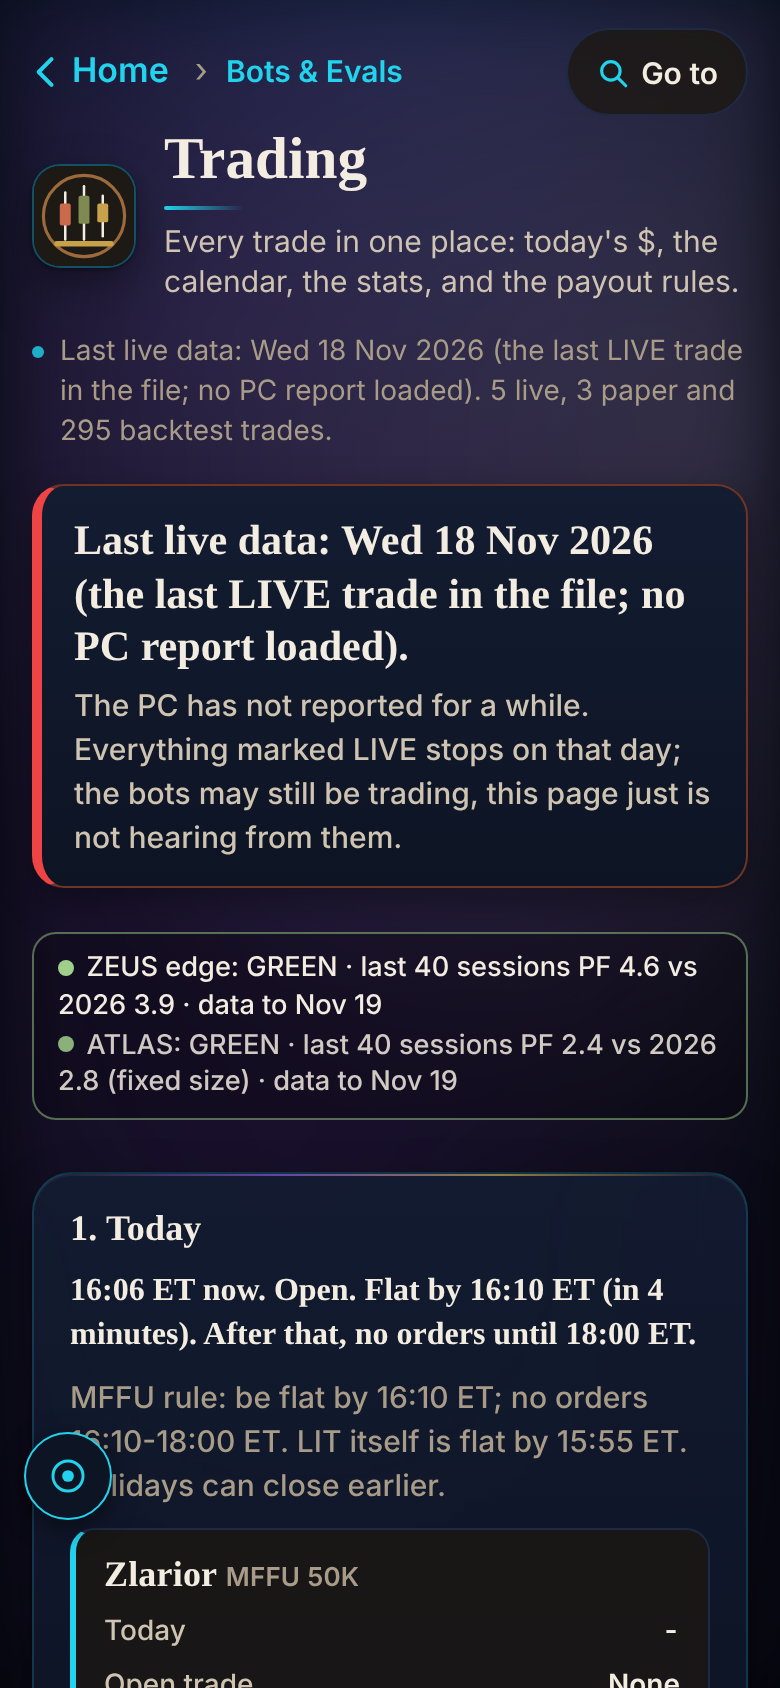 Home › Bots & Evals
Go to
Trading
Every trade in one place: today's $, the
calendar, the stats, and the payout rules.
Last live data: Wed 18 Nov 2026 (the last LIVE trade
in the file; no PC report loaded). 5 live, 3 paper and
295 backtest trades.
Last live data: Wed 18 Nov 2026
(the last LIVE trade in the file; no
PC report loaded).
The PC has not reported for a while.
Everything marked LIVE stops on that day;
the bots may still be trading, this page just is
not hearing from them.
ZEUS edge: GREEN · last 40 sessions PF 4.6 vs
2026 3.9 · data to Nov 19
ATLAS: GREEN · last 40 sessions PF 2.4 vs 2026
2.8 (fixed size) · data to Nov 19
1. Today
16:06 ET now. Open. Flat by 16:10 ET (in 4
minutes). After that, no orders until 18:00 ET.
MFFU rule: be flat by 16:10 ET; no orders
16:10-18:00 ET. LIT itself is flat by 15:55 ET.
lidays can close earlier.
Zlarior MFFU 50K
Today -
Open trade None